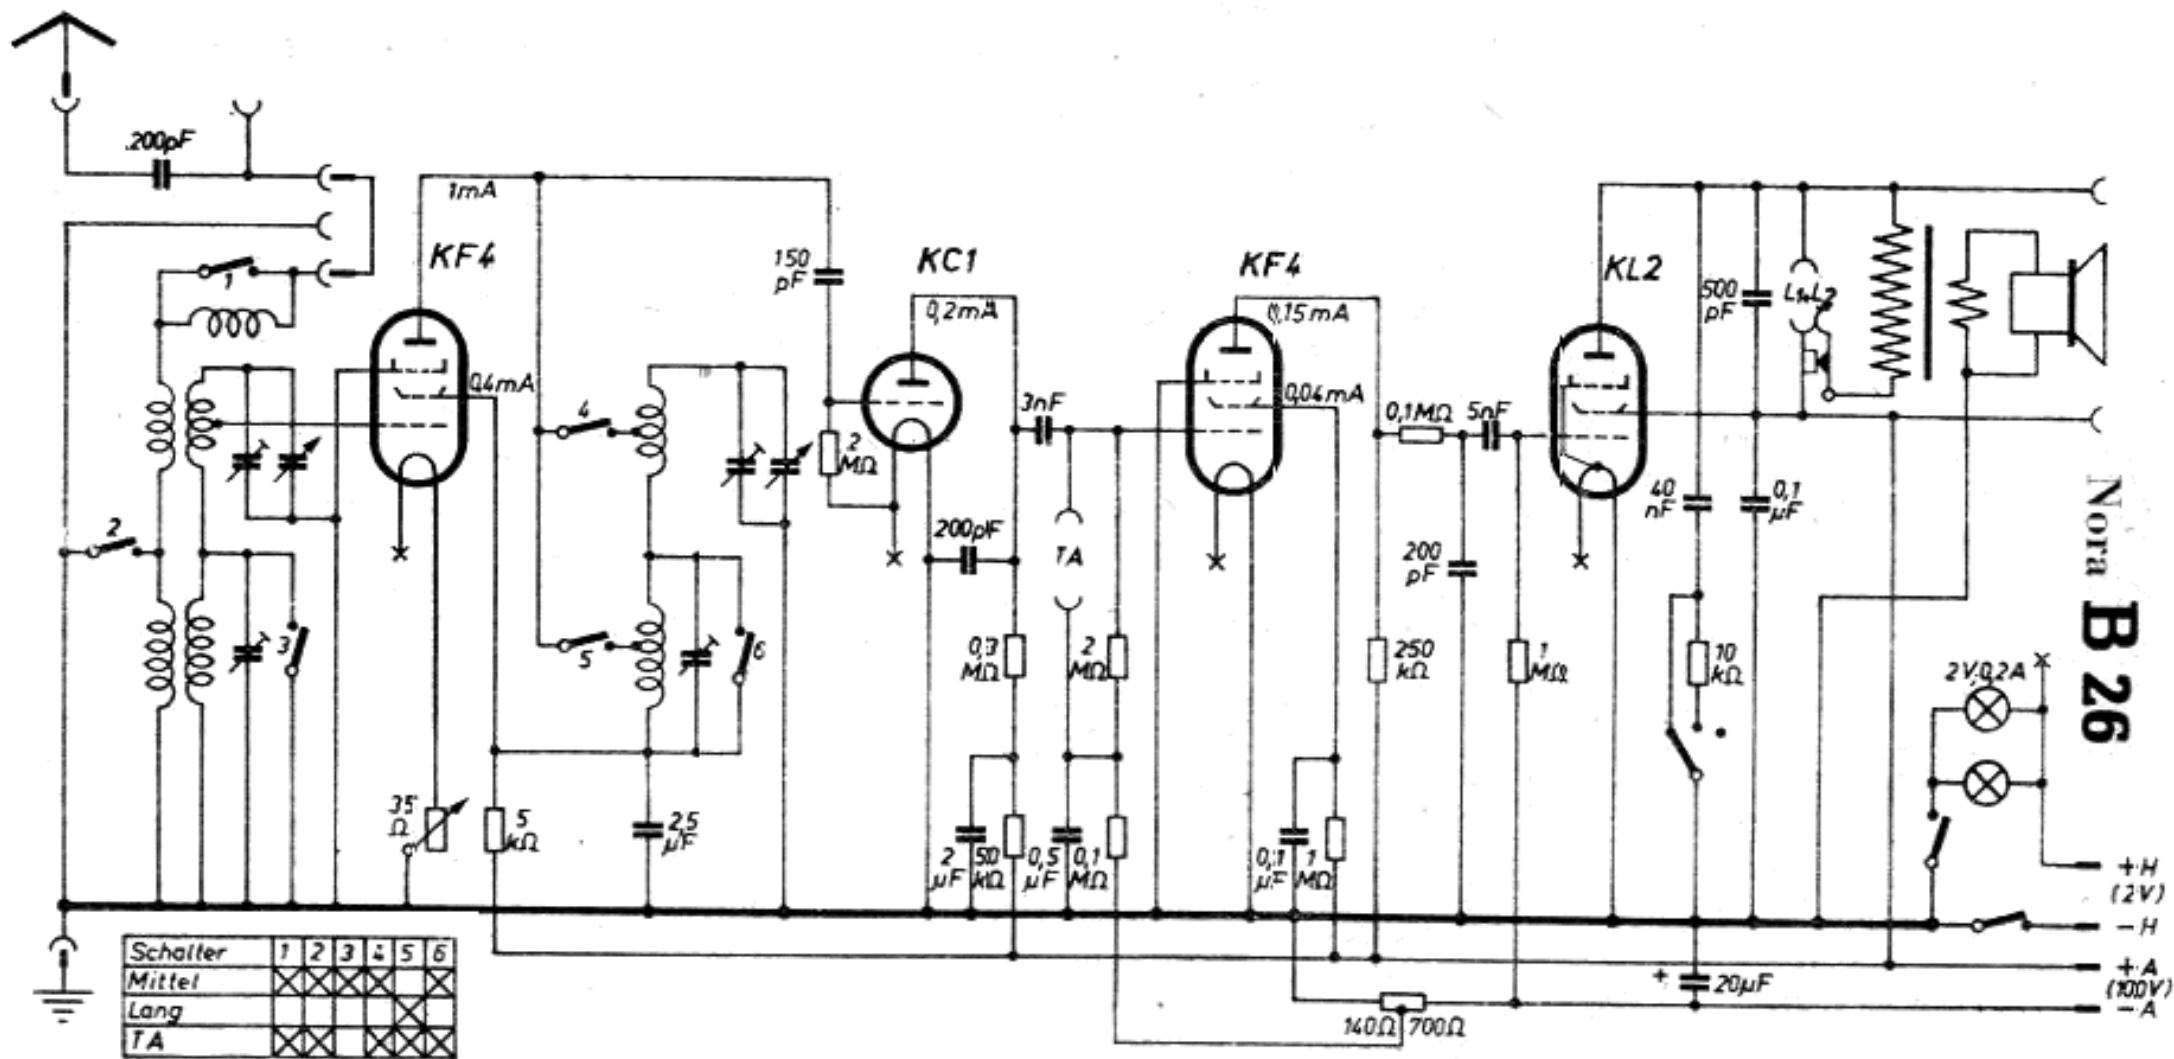 .200pF
1mA
KF4
150
pF
KC1
0,2mA
KF4
0,15mA
KL2
500
pF
L1+L2
1
0,4mA
4
2
MΩ
3nF
0,04mA
0,1MΩ
5nF
40
nF
0,1
µF
2
200pF
TA
200
pF
3
5
6
0,3
MΩ
2
MΩ
250
kΩ
1
MΩ
10
kΩ
2V;0,2A
35
Ω
5
kΩ
2,5
µF
2
µF
50
kΩ
0,5
µF
0,1
MΩ
0,1
µF
1
MΩ
+H
(2V)
-H
+A
(100V)
-A
+
20µF
140Ω
700Ω
Schalter 1 2 3 4 5 6
Mittel
Lang
TA
Nora B 26